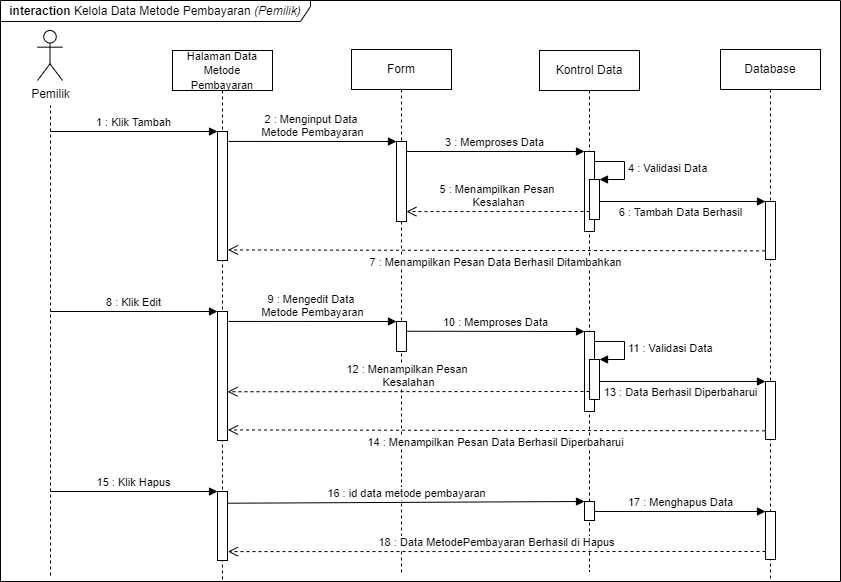 interaction Kelola Data Metode Pembayaran (Pemilik)
Pemilik
Halaman Data
Metode
Pembayaran
Form
Kontrol Data
Database
1 : Klik Tambah
2 : Menginput Data
Metode Pembayaran
3 : Memproses Data
4 : Validasi Data
5 : Menampilkan Pesan
Kesalahan
6 : Tambah Data Berhasil
7 : Menampilkan Pesan Data Berhasil Ditambahkan
8 : Klik Edit
9 : Mengedit Data
Metode Pembayaran
10 : Memproses Data
11 : Validasi Data
12 : Menampilkan Pesan
Kesalahan
13 : Data Berhasil Diperbaharui
14 : Menampilkan Pesan Data Berhasil Diperbaharui
15 : Klik Hapus
16 : id data metode pembayaran
17 : Menghapus Data
18 : Data MetodePembayaran Berhasil di Hapus